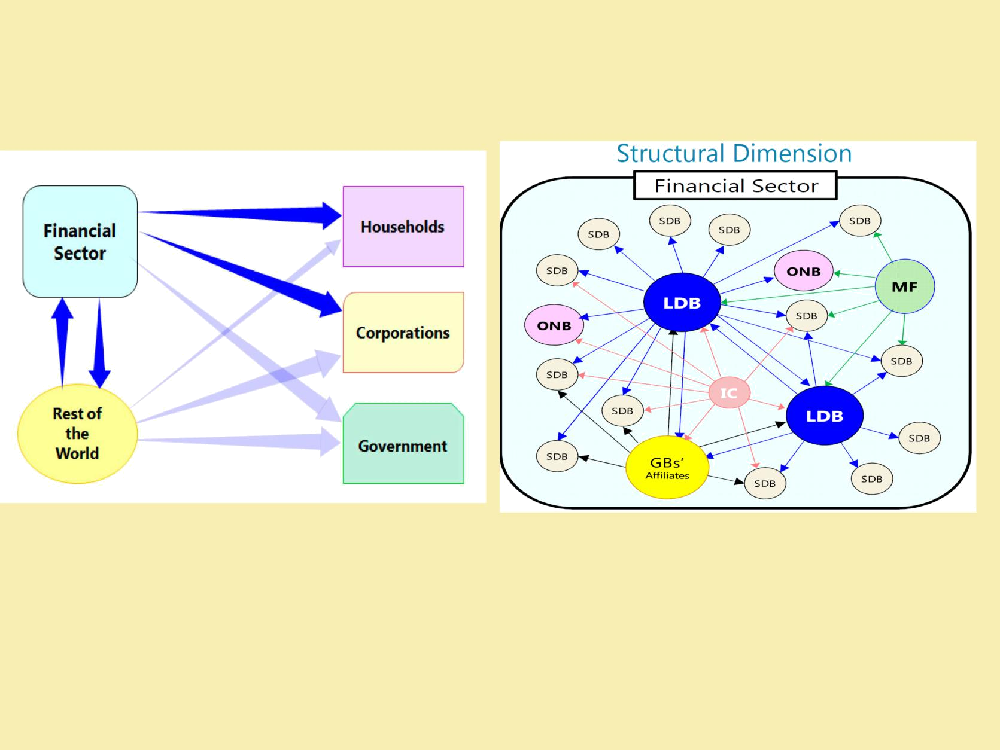 Financial
Sector
Households
Corporations
Rest of
the
World
Government
Structural Dimension
Financial Sector
SDB
SDB
SDB
SDB
SDB
ONB
MF
LDB
SDB
ONB
SDB
SDB
IC
SDB
LDB
SDB
SDB
GBs'
Affiliates
SDB
SDB